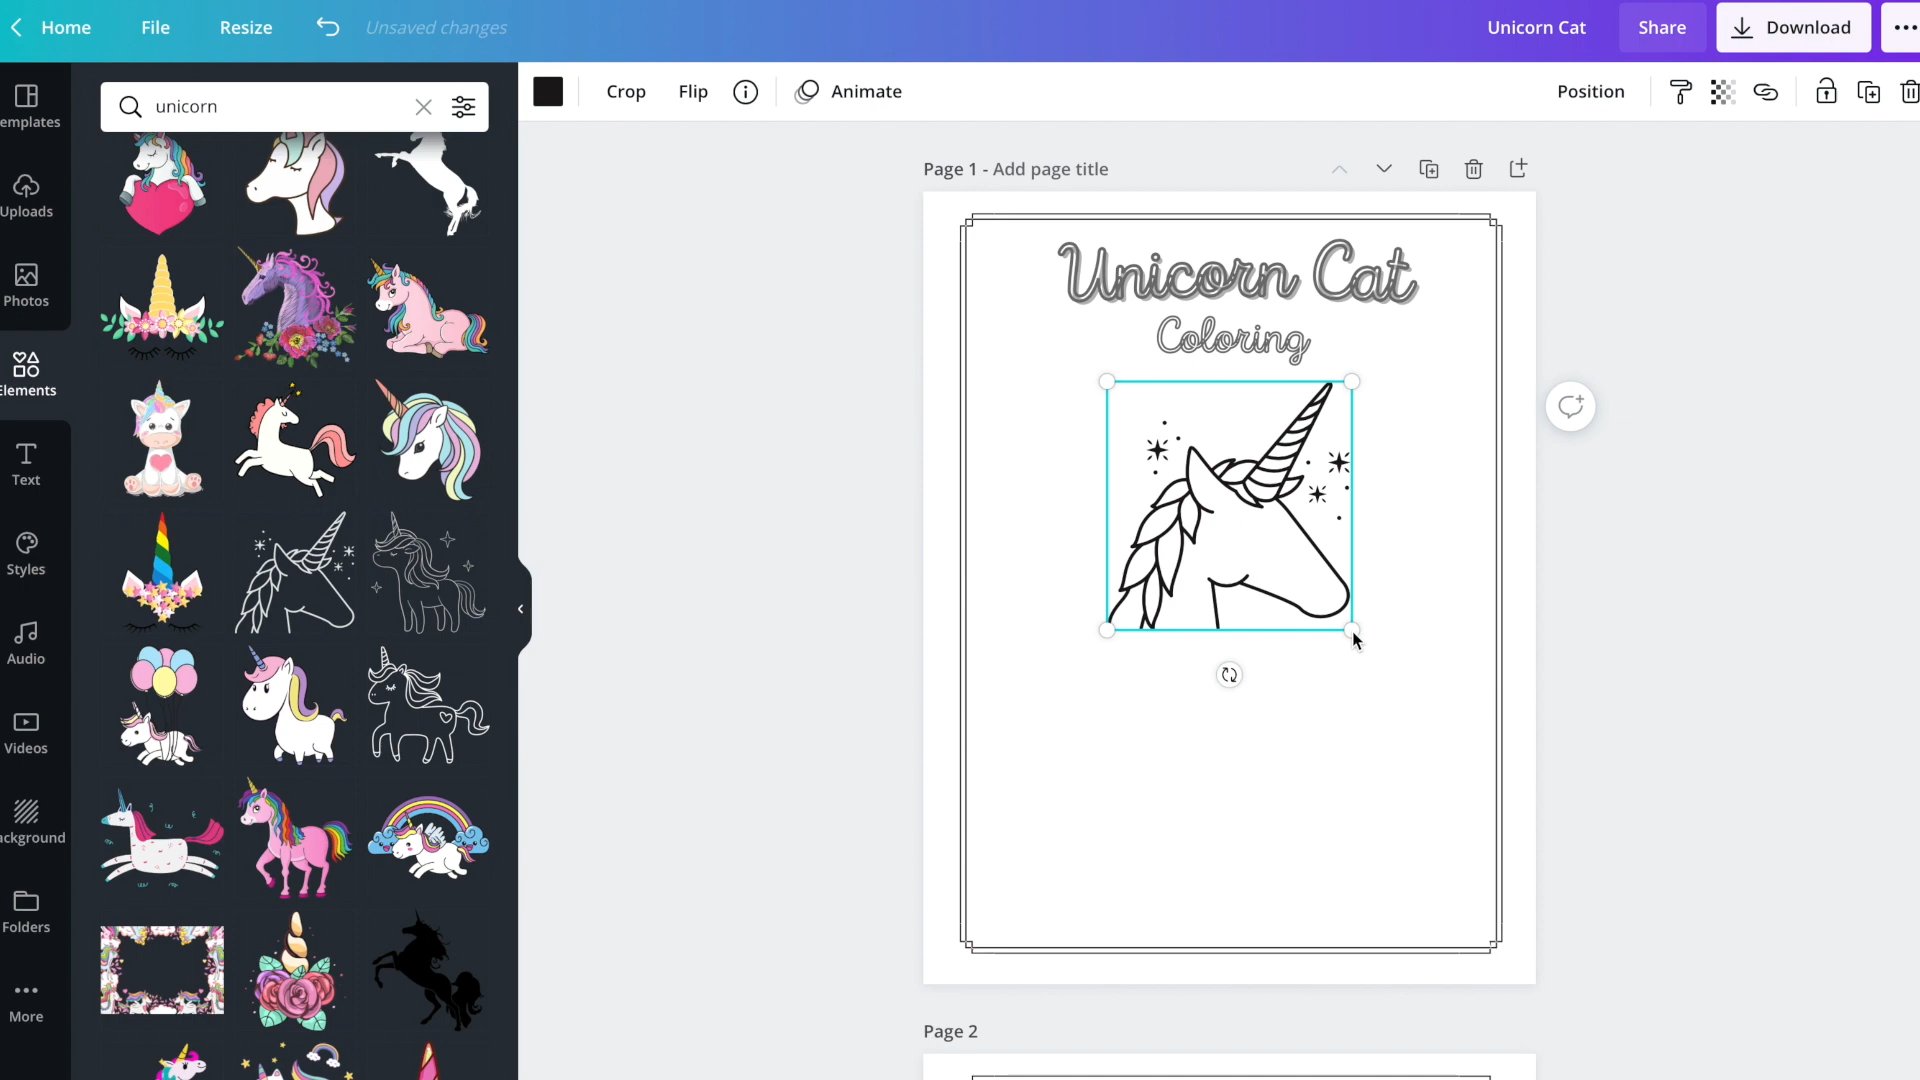 Home File Resize Unsaved changes Unicorn Cat Share Download
unicorn
Crop Flip Animate Position
emplates
Uploads
Photos
Elements
Text
Styles
Audio
Videos
ackground
Folders
More
Page 1 - Add page title
Unicorn Cat
Coloring
Page 2